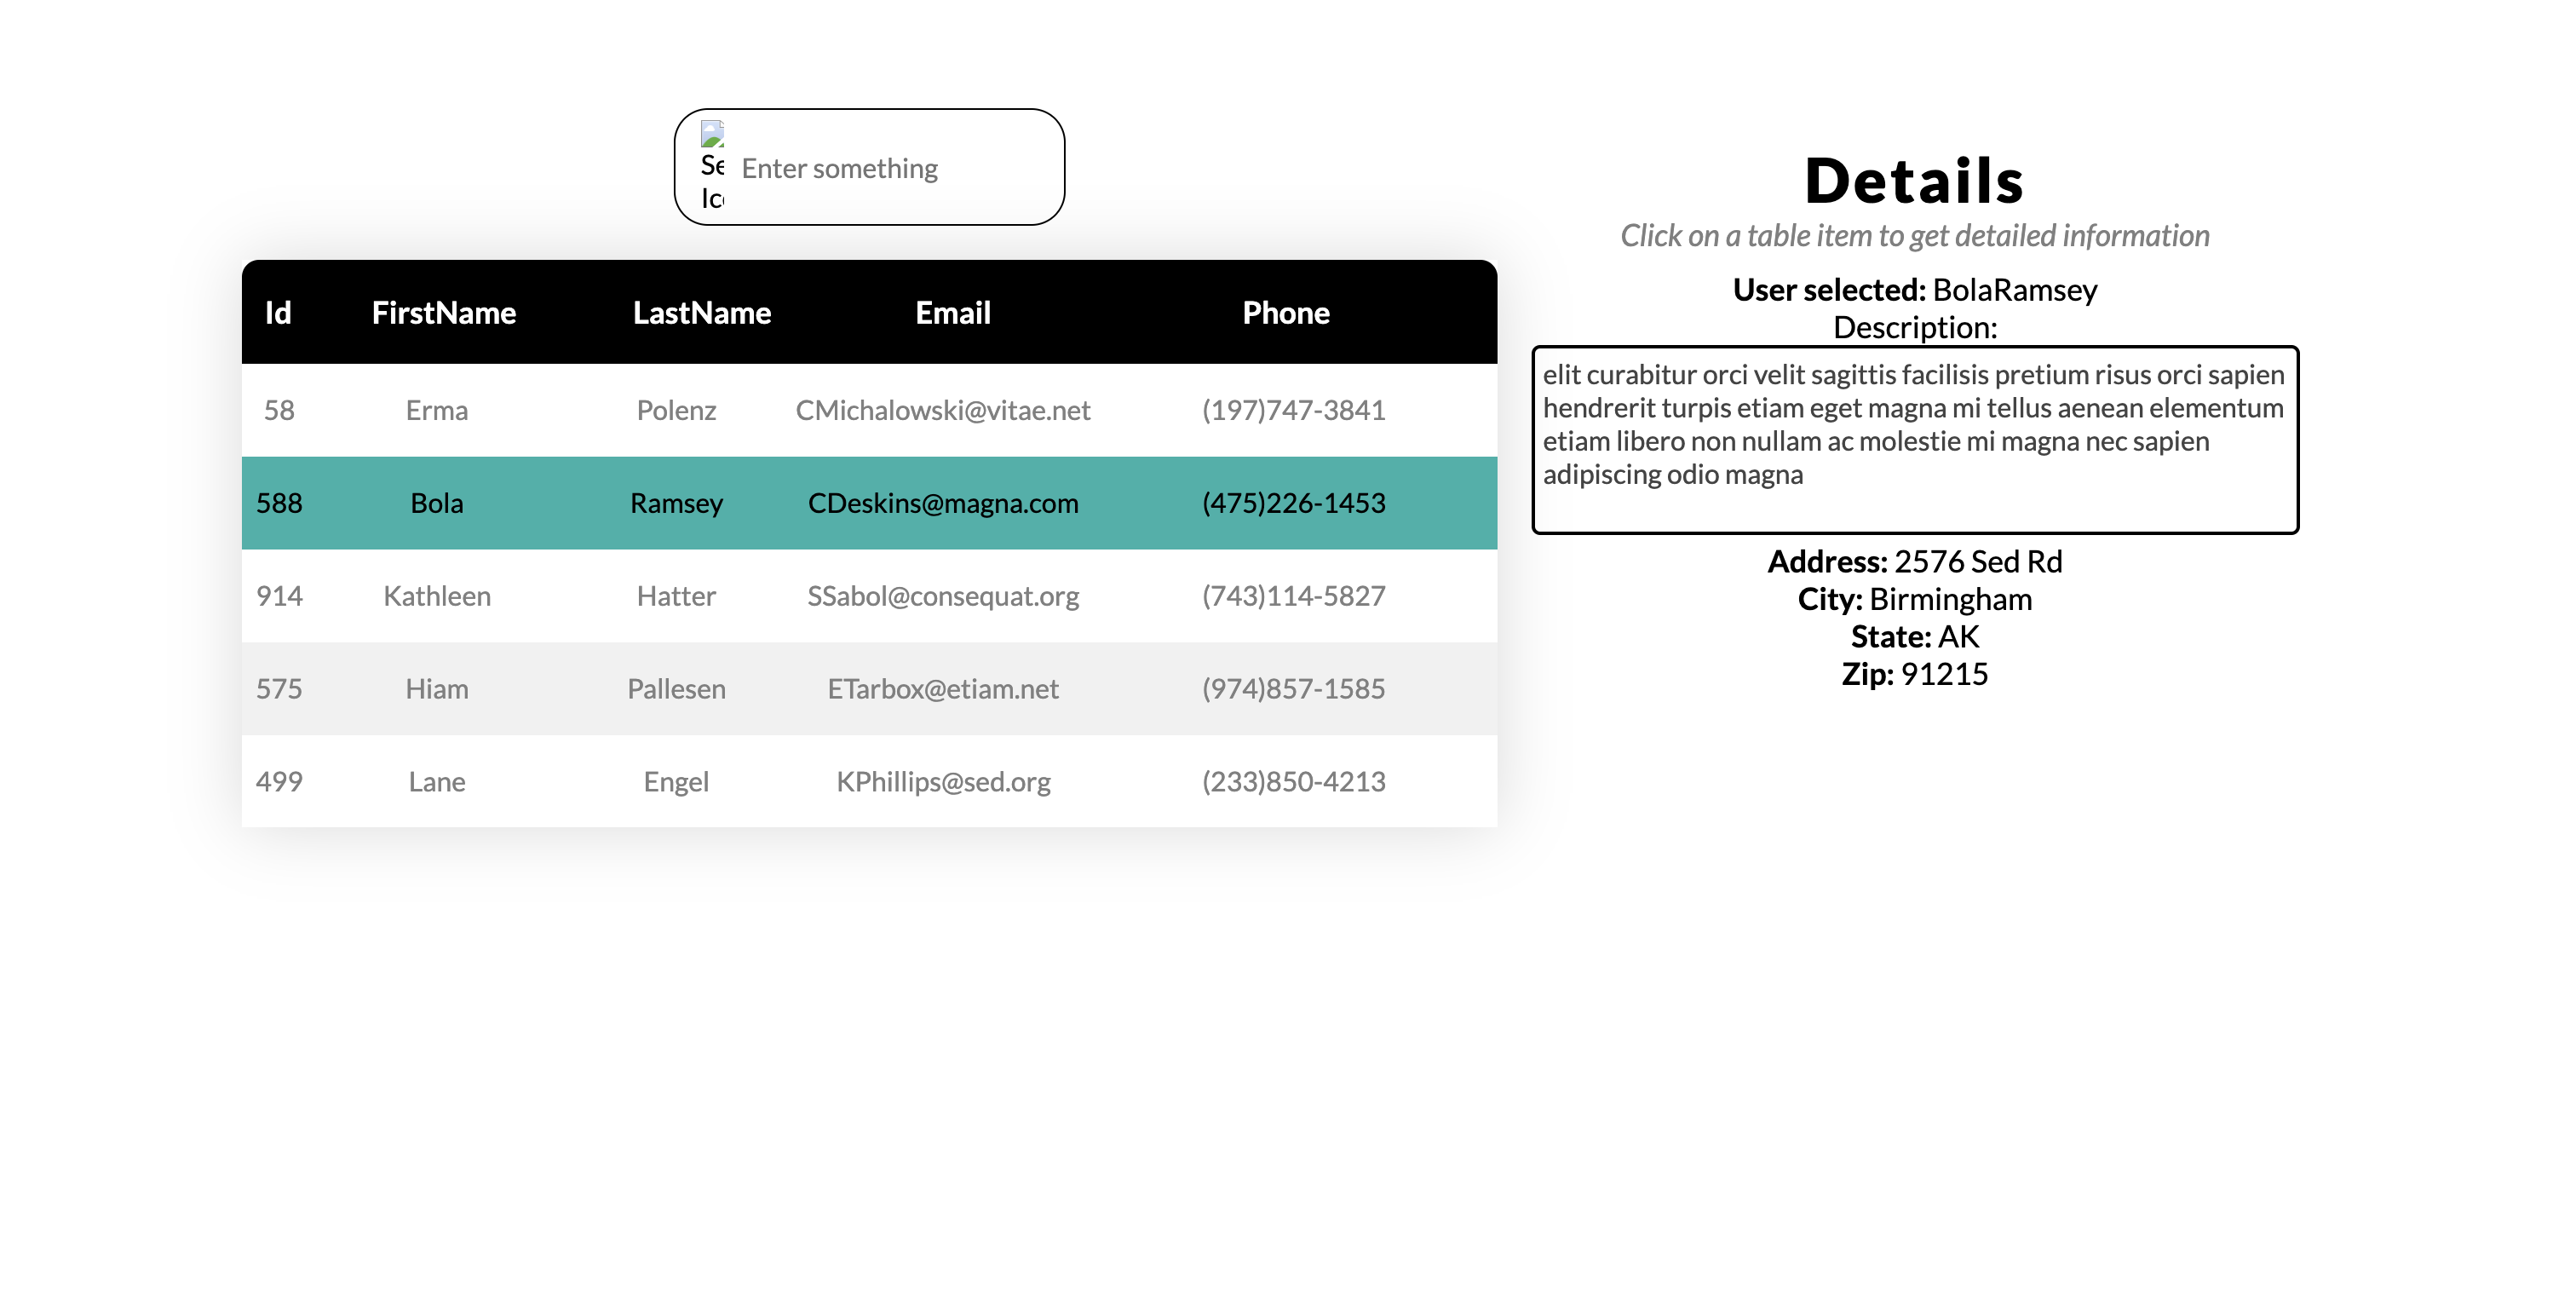 Se
Ic
Enter something
Id FirstName LastName Email Phone
58 Erma Polenz CMichalowski@vitae.net (197)747-3841
588 Bola Ramsey CDeskins@magna.com (475)226-1453
914 Kathleen Hatter SSabol@consequat.org (743)114-5827
575 Hiam Pallesen ETarbox@etiam.net (974)857-1585
499 Lane Engel KPhillips@sed.org (233)850-4213
Details
Click on a table item to get detailed information
User selected: BolaRamsey
Description:
elit curabitur orci velit sagittis facilisis pretium risus orci sapien
hendrerit turpis etiam eget magna mi tellus aenean elementum
etiam libero non nullam ac molestie mi magna nec sapien
adipiscing odio magna
Address: 2576 Sed Rd
City: Birmingham
State: AK
Zip: 91215